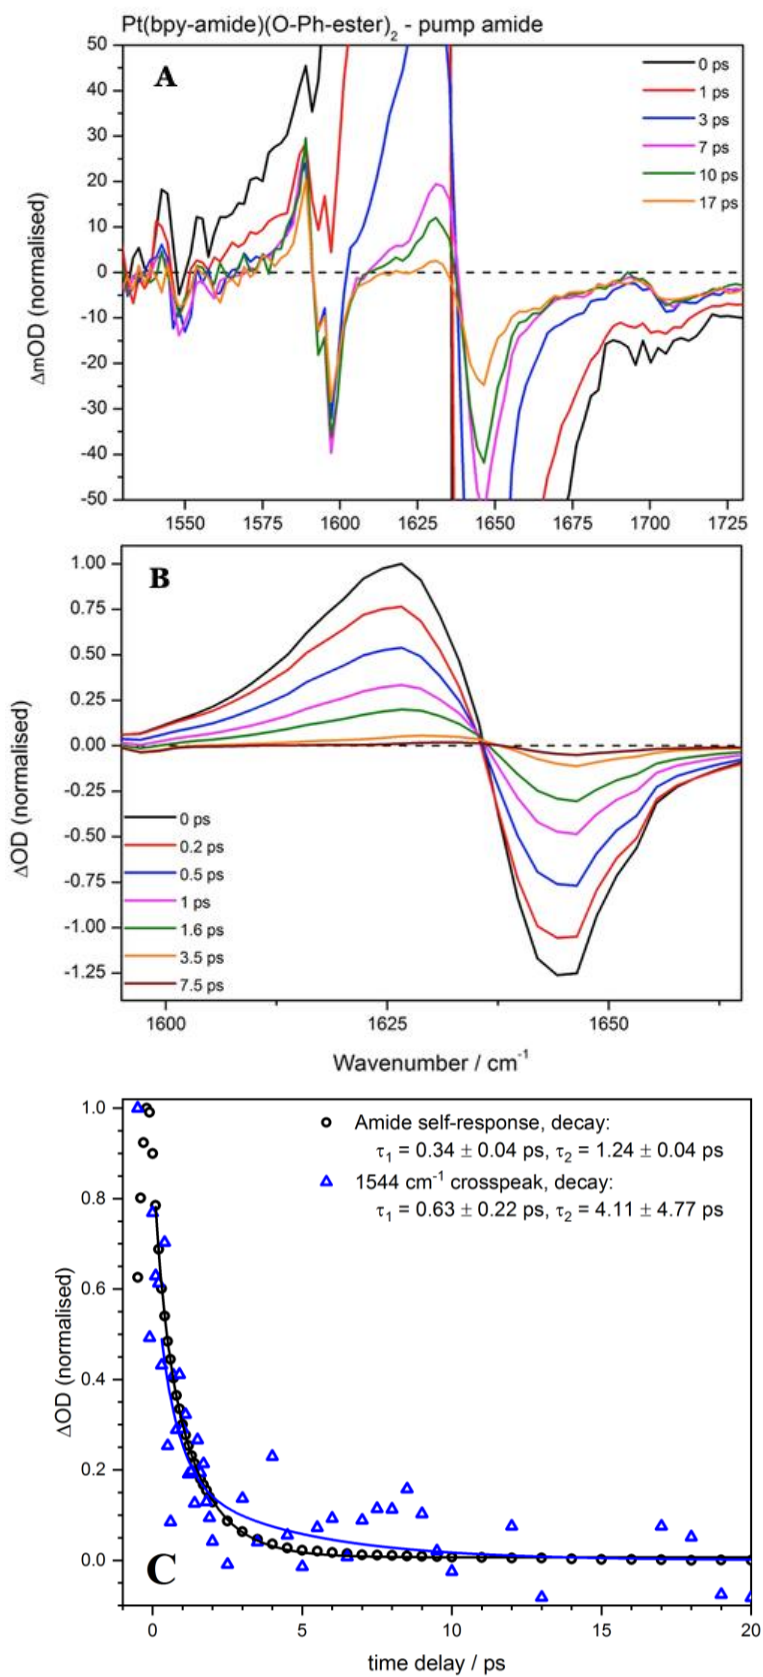 Pt(bpy-amide)(O-Ph-ester)₂ - pump amide
A
50
40
30
20
10
0
-10
-20
-30
-40
-50
ΔmOD (normalised)
0 ps
1 ps
3 ps
7 ps
10 ps
17 ps
1550
1575
1600
1625
1650
1675
1700
1725
B
1.00
0.75
0.50
0.25
0.00
-0.25
-0.50
-0.75
-1.00
-1.25
ΔOD (normalised)
0 ps
0.2 ps
0.5 ps
1 ps
1.6 ps
3.5 ps
7.5 ps
1600
1625
1650
Wavenumber / cm⁻¹
1.0
0.8
0.6
0.4
0.2
0.0
ΔOD (normalised)
Amide self-response, decay:
τ₁ = 0.34 ± 0.04 ps, τ₂ = 1.24 ± 0.04 ps
1544 cm⁻¹ crosspeak, decay:
τ₁ = 0.63 ± 0.22 ps, τ₂ = 4.11 ± 4.77 ps
C
0
5
10
15
20
time delay / ps